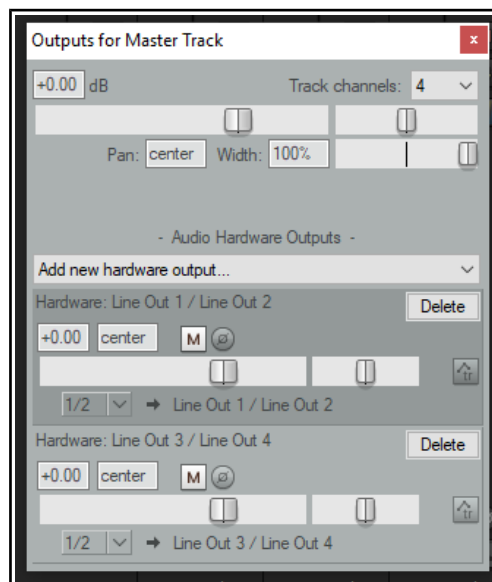 Outputs for Master Track
x
+0.00 dB Track channels: 4
Pan: center Width: 100%
- Audio Hardware Outputs -
Add new hardware output...
Hardware: Line Out 1 / Line Out 2 Delete
+0.00 center M ø
tr
1/2 → Line Out 1 / Line Out 2
Hardware: Line Out 3 / Line Out 4 Delete
+0.00 center M ø
tr
1/2 → Line Out 3 / Line Out 4